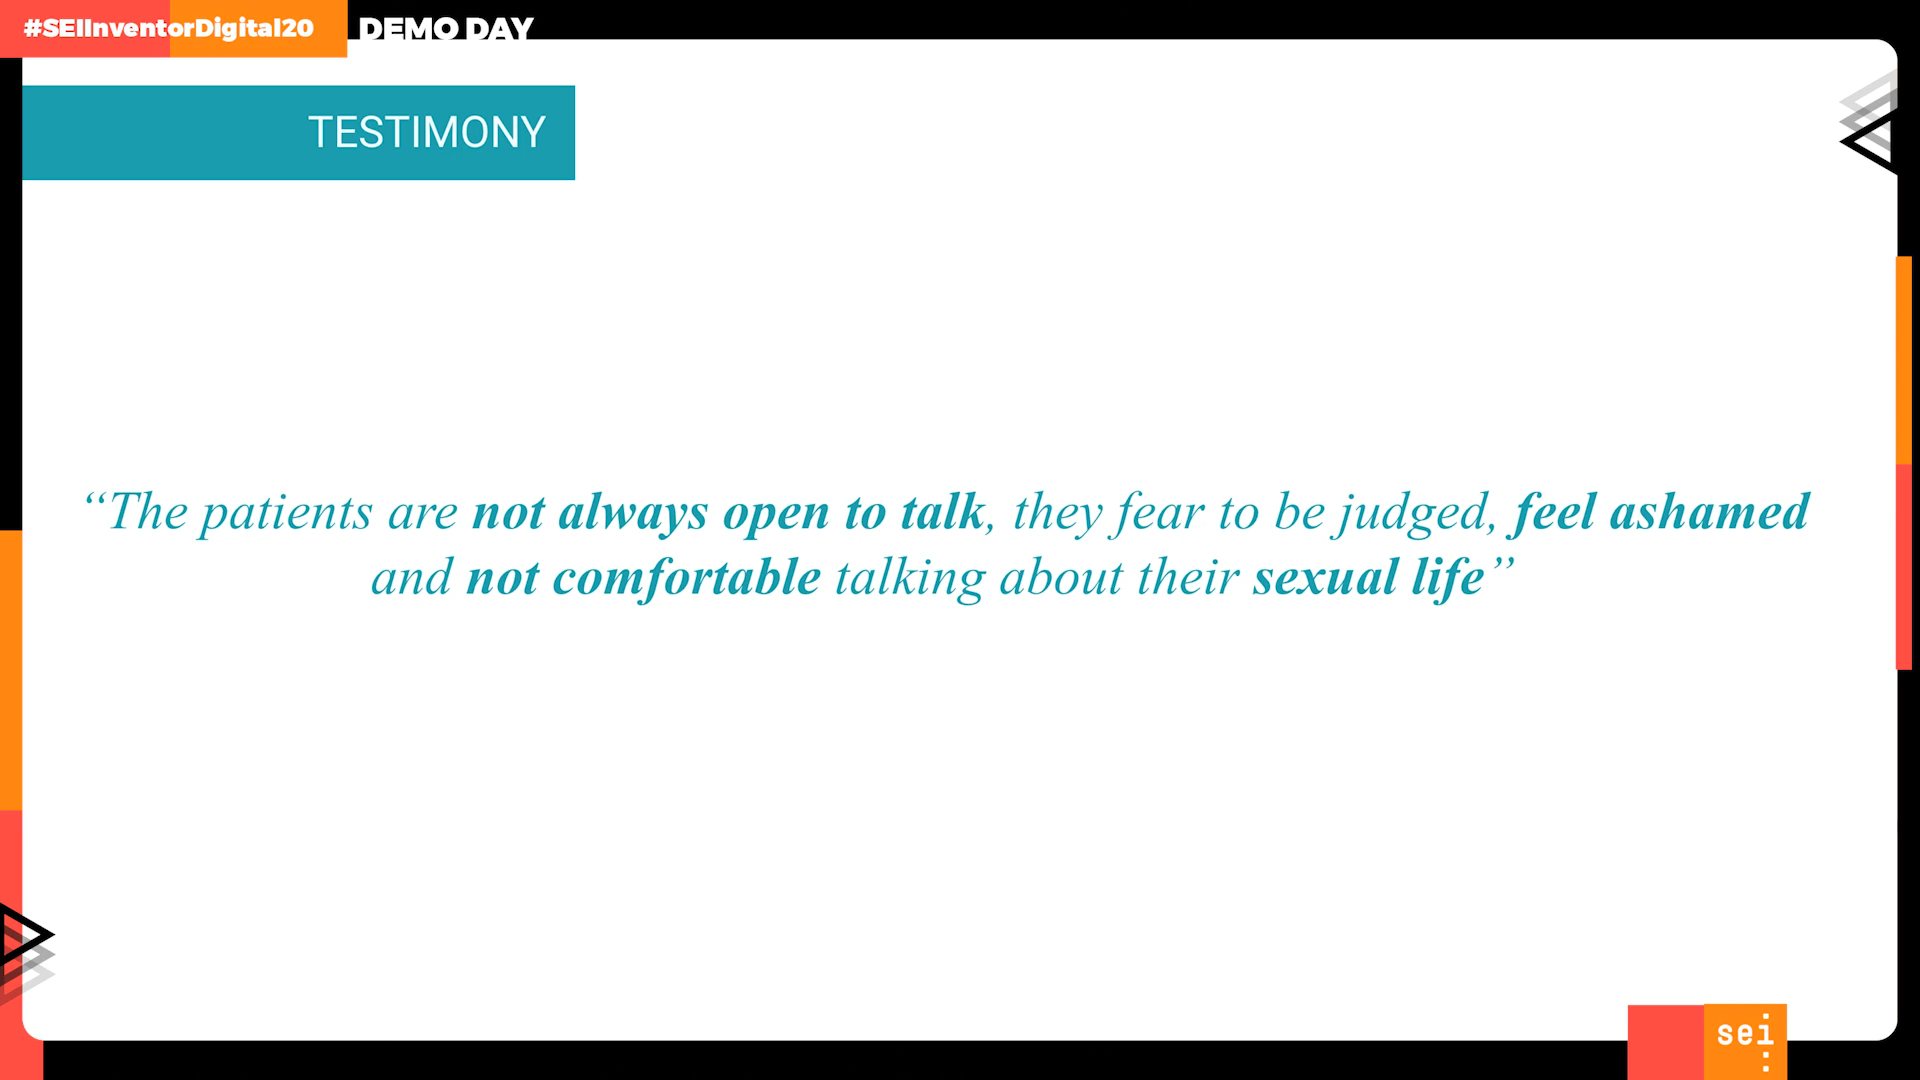 #SEIInventorDigital20 DEMO DAY
TESTIMONY
“The patients are not always open to talk, they fear to be judged, feel ashamed
and not comfortable talking about their sexual life”
sei